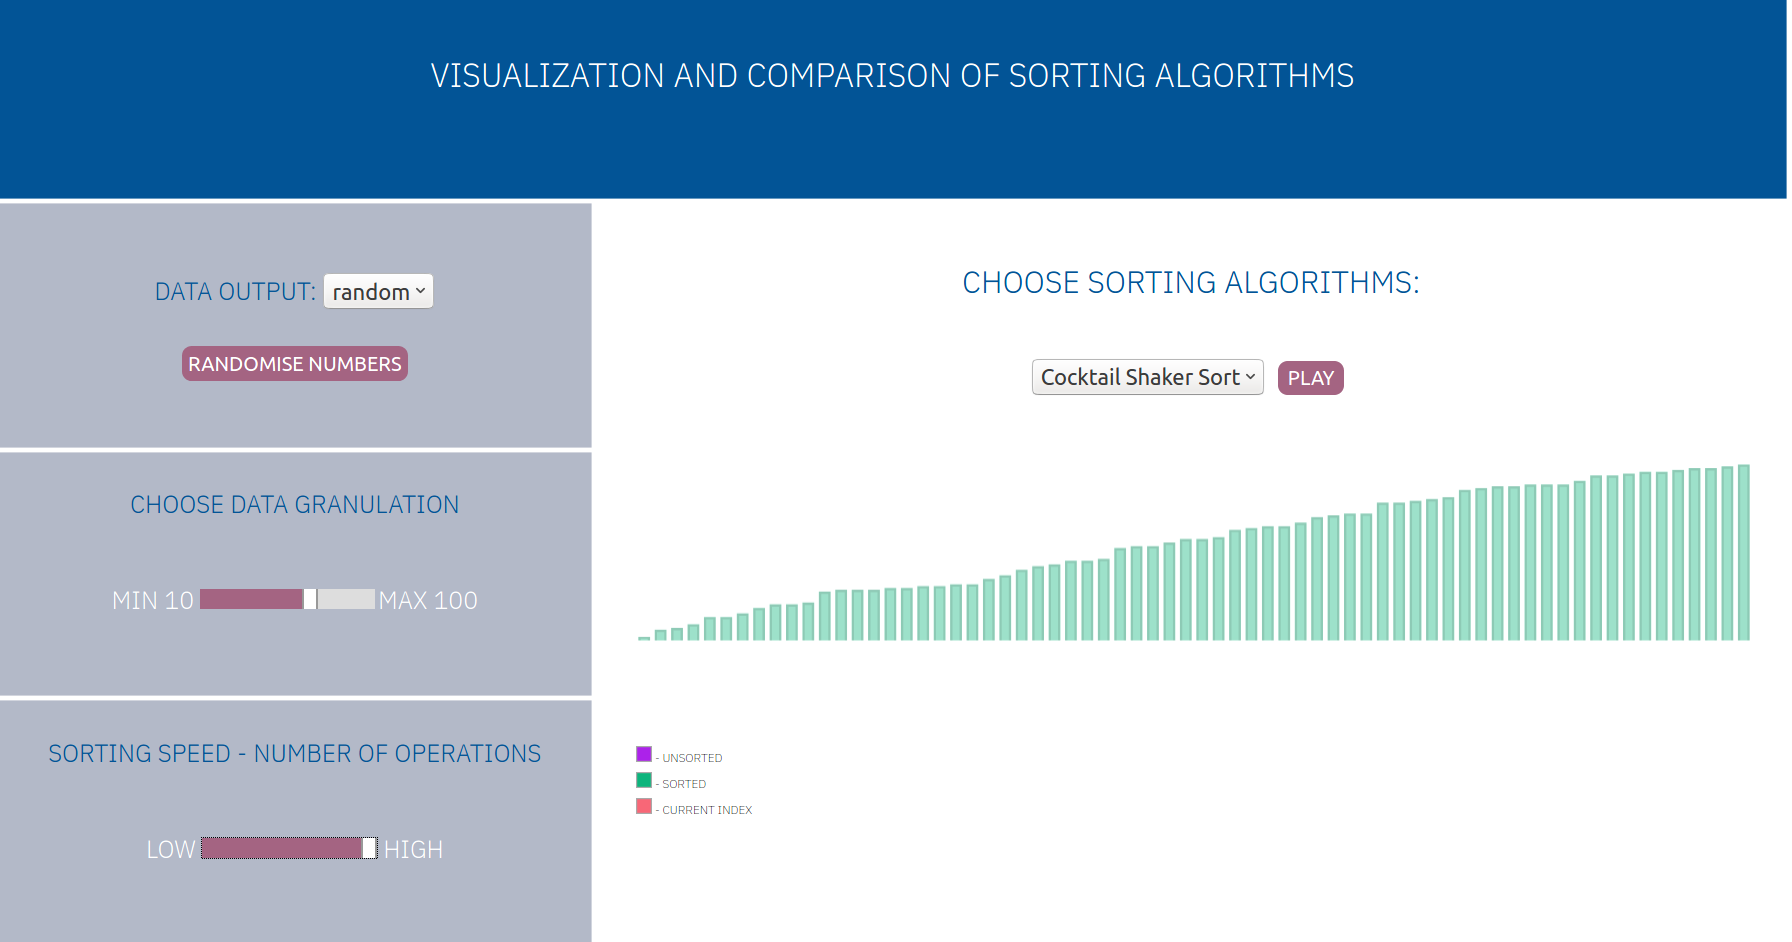 VISUALIZATION AND COMPARISON OF SORTING ALGORITHMS
DATA OUTPUT: random
RANDOMISE NUMBERS
CHOOSE DATA GRANULATION
MIN 10 MAX 100
SORTING SPEED - NUMBER OF OPERATIONS
LOW HIGH
CHOOSE SORTING ALGORITHMS:
Cocktail Shaker Sort PLAY
- UNSORTED
- SORTED
- CURRENT INDEX